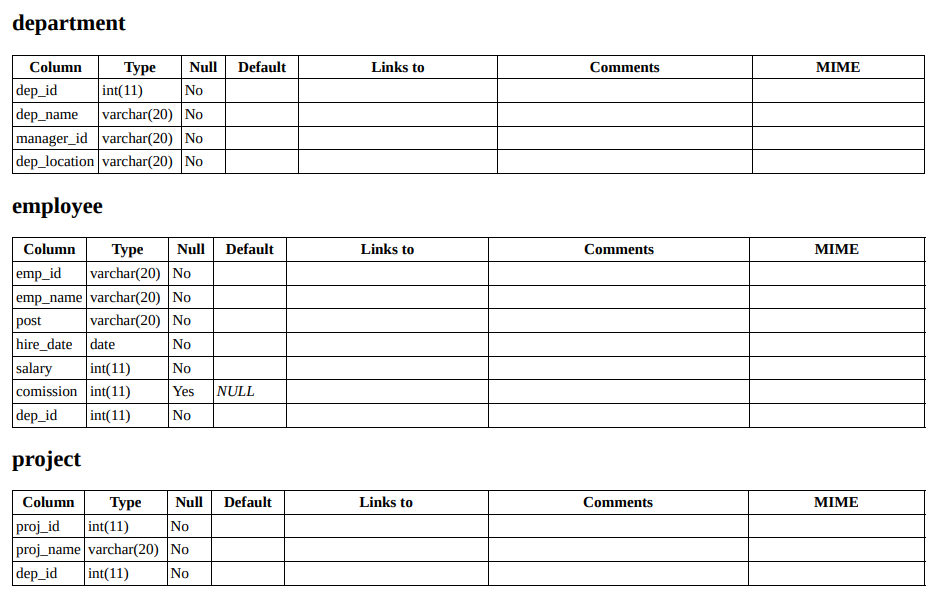 department
Column Type Null Default Links to Comments MIME
dep_id int(11) No
dep_name varchar(20) No
manager_id varchar(20) No
dep_location varchar(20) No
employee
Column Type Null Default Links to Comments MIME
emp_id varchar(20) No
emp_name varchar(20) No
post varchar(20) No
hire_date date No
salary int(11) No
comission int(11) Yes NULL
dep_id int(11) No
project
Column Type Null Default Links to Comments MIME
proj_id int(11) No
proj_name varchar(20) No
dep_id int(11) No